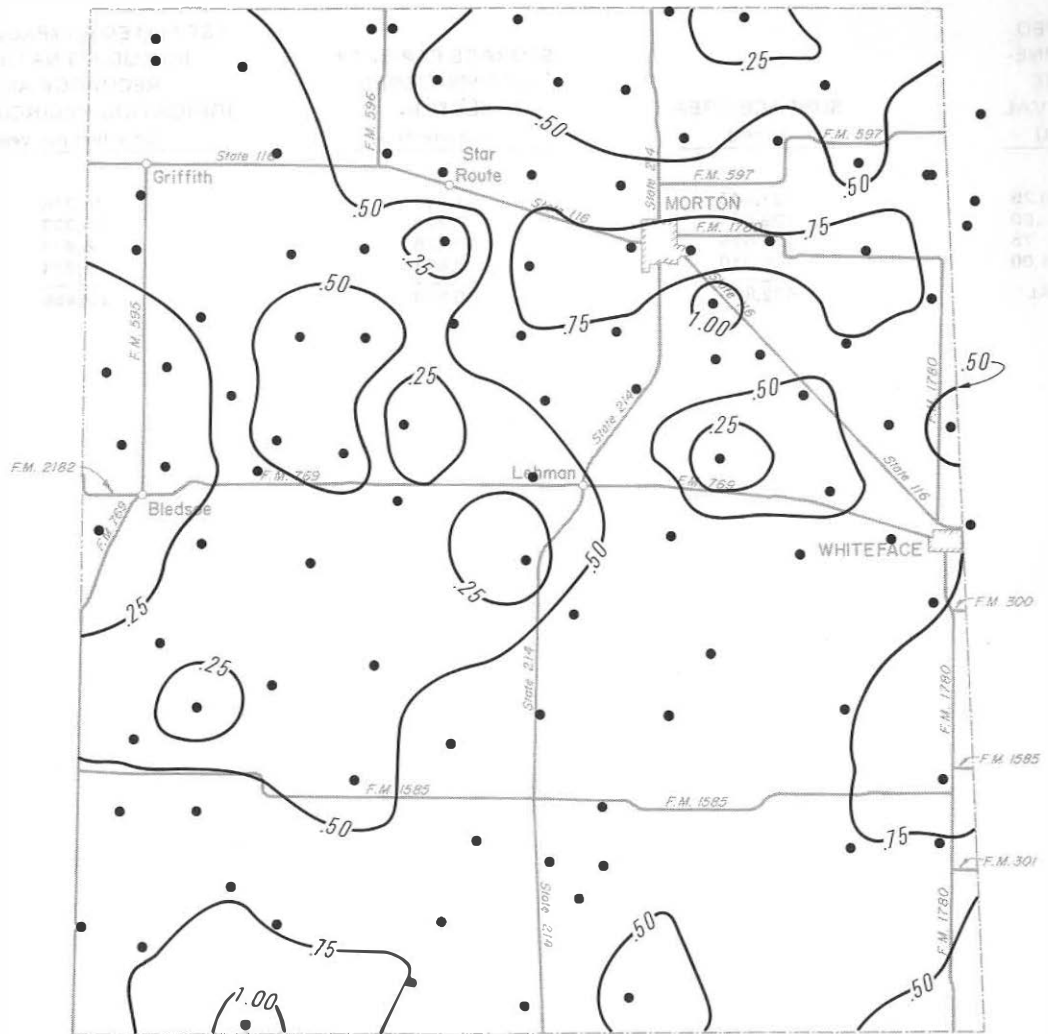 .25
.50
F.M. 596
F.M. 597
State 116
Star
Route
Griffith
State 214
F.M. 597
.50
.50
MORTON
State 116
.75
F.M. 1780
.25
.50
State 116
F.M. 595
.75
1.00
.50
.25
.50
F.M. 1780
State 214
.25
F.M. 2182
F.M. 769
Lehman
F.M. 769
State 116
Bledsoe
F.M. 769
WHITEFACE
.50
.25
.25
F.M. 300
.25
State 214
F.M. 1780
F.M. 1585
F.M. 1585
F.M. 1585
.50
.75
F.M. 301
State 214
F.M. 1780
.75
.50
.50
1.00